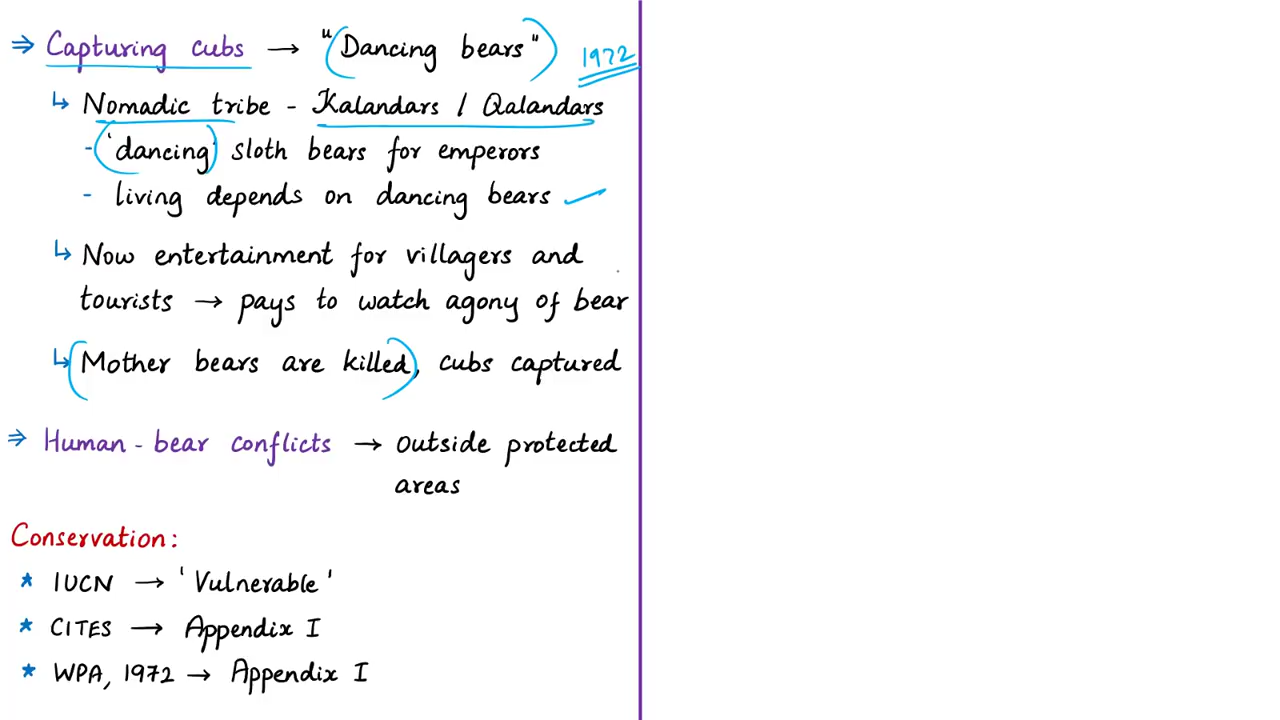 ⇒ Capturing cubs → "Dancing bears" 1972
↳ Nomadic tribe - Kalandars / Qalandars
- 'dancing' sloth bears for emperors
- living depends on dancing bears
↳ Now entertainment for villagers and
tourists → pays to watch agony of bear
↳ Mother bears are killed, cubs captured
⇒ Human - bear conflicts → outside protected
areas
Conservation:
* IUCN → 'Vulnerable'
* CITES → Appendix I
* WPA, 1972 → Appendix I